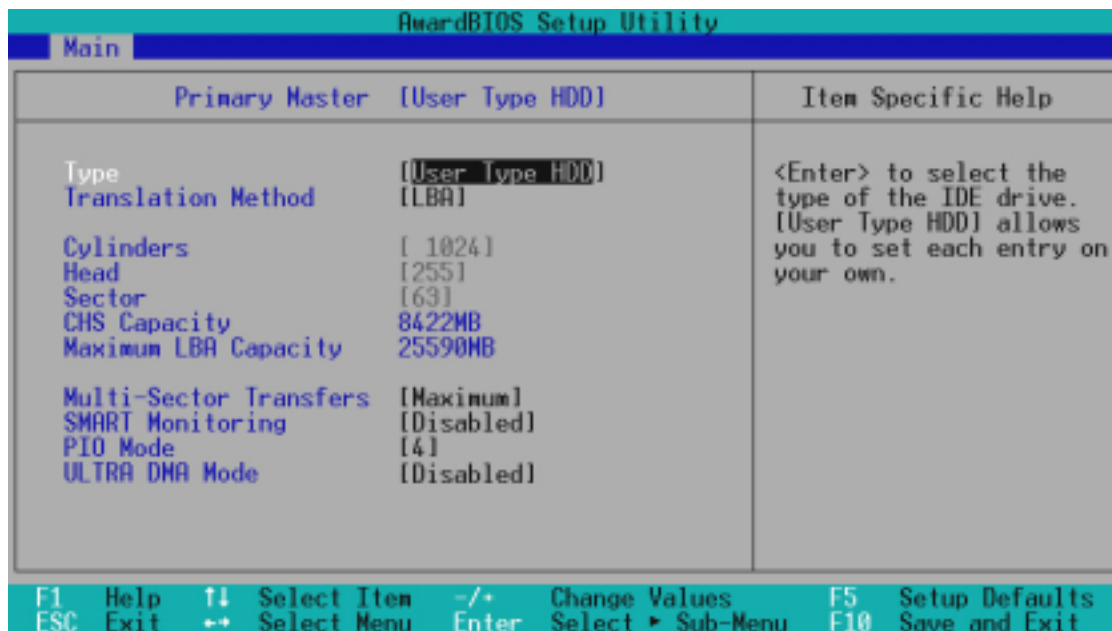 AwardBIOS Setup Utility
Main
Primary Master [User Type HDD]
Item Specific Help
Type [User Type HDD]
Translation Method [LBA]
Cylinders [ 1024]
Head [255]
Sector [63]
CHS Capacity 8422MB
Maximum LBA Capacity 25590MB
Multi-Sector Transfers [Maximum]
SMART Monitoring [Disabled]
PIO Mode [4]
ULTRA DMA Mode [Disabled]
<Enter> to select the
type of the IDE drive.
[User Type HDD] allows
you to set each entry on
your own.
F1 Help ↑↓ Select Item -/+ Change Values F5 Setup Defaults
ESC Exit ←→ Select Menu Enter Select ► Sub-Menu F10 Save and Exit